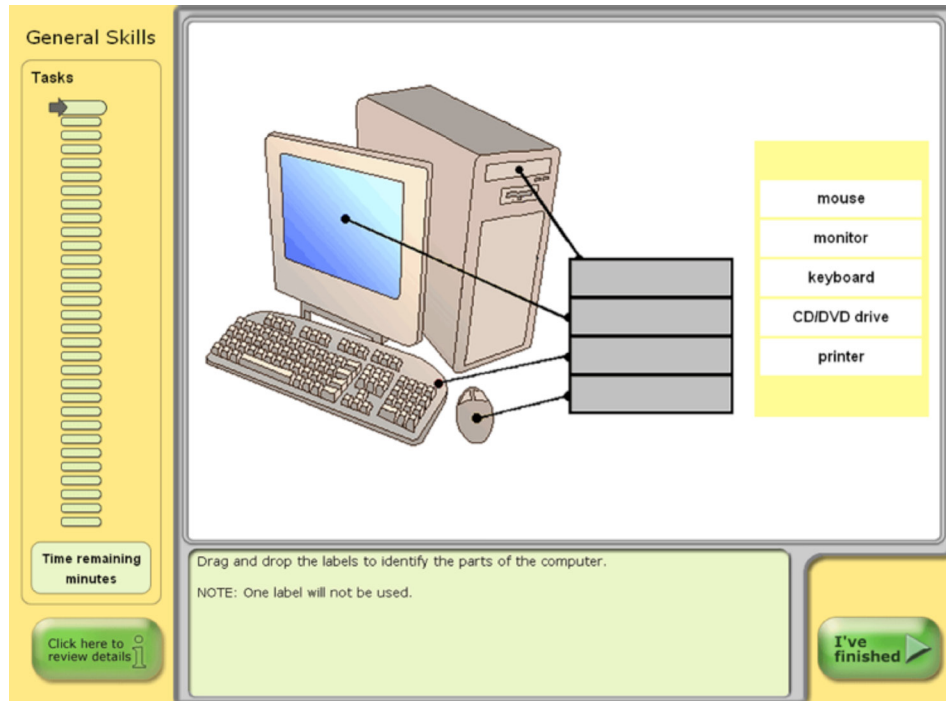 General Skills
Tasks
mouse
monitor
keyboard
CD/DVD drive
printer
Time remaining
minutes
Click here to
review details
Drag and drop the labels to identify the parts of the computer.
NOTE: One label will not be used.
I've
finished